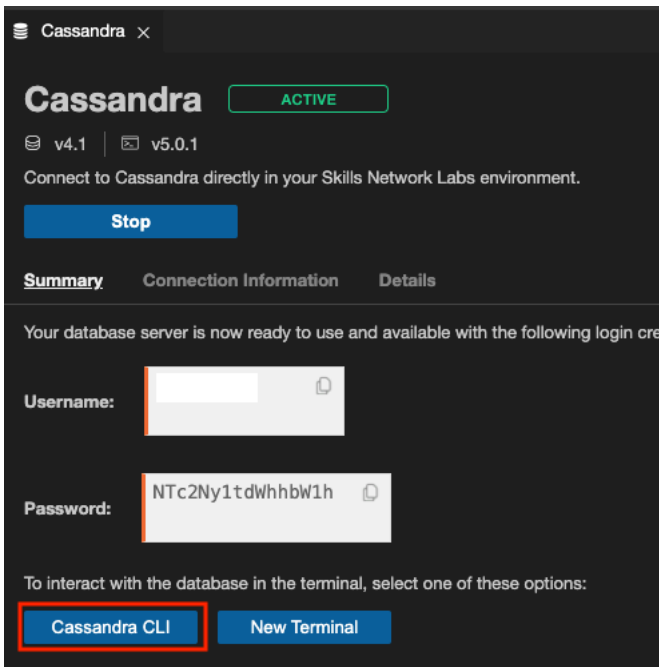 Cassandra
Cassandra ACTIVE
v4.1 v5.0.1
Connect to Cassandra directly in your Skills Network Labs environment.
Stop
Summary Connection Information Details
Your database server is now ready to use and available with the following login cre
Username:
NTc2Ny1tdWhhbW1h
Password:
To interact with the database in the terminal, select one of these options:
Cassandra CLI New Terminal